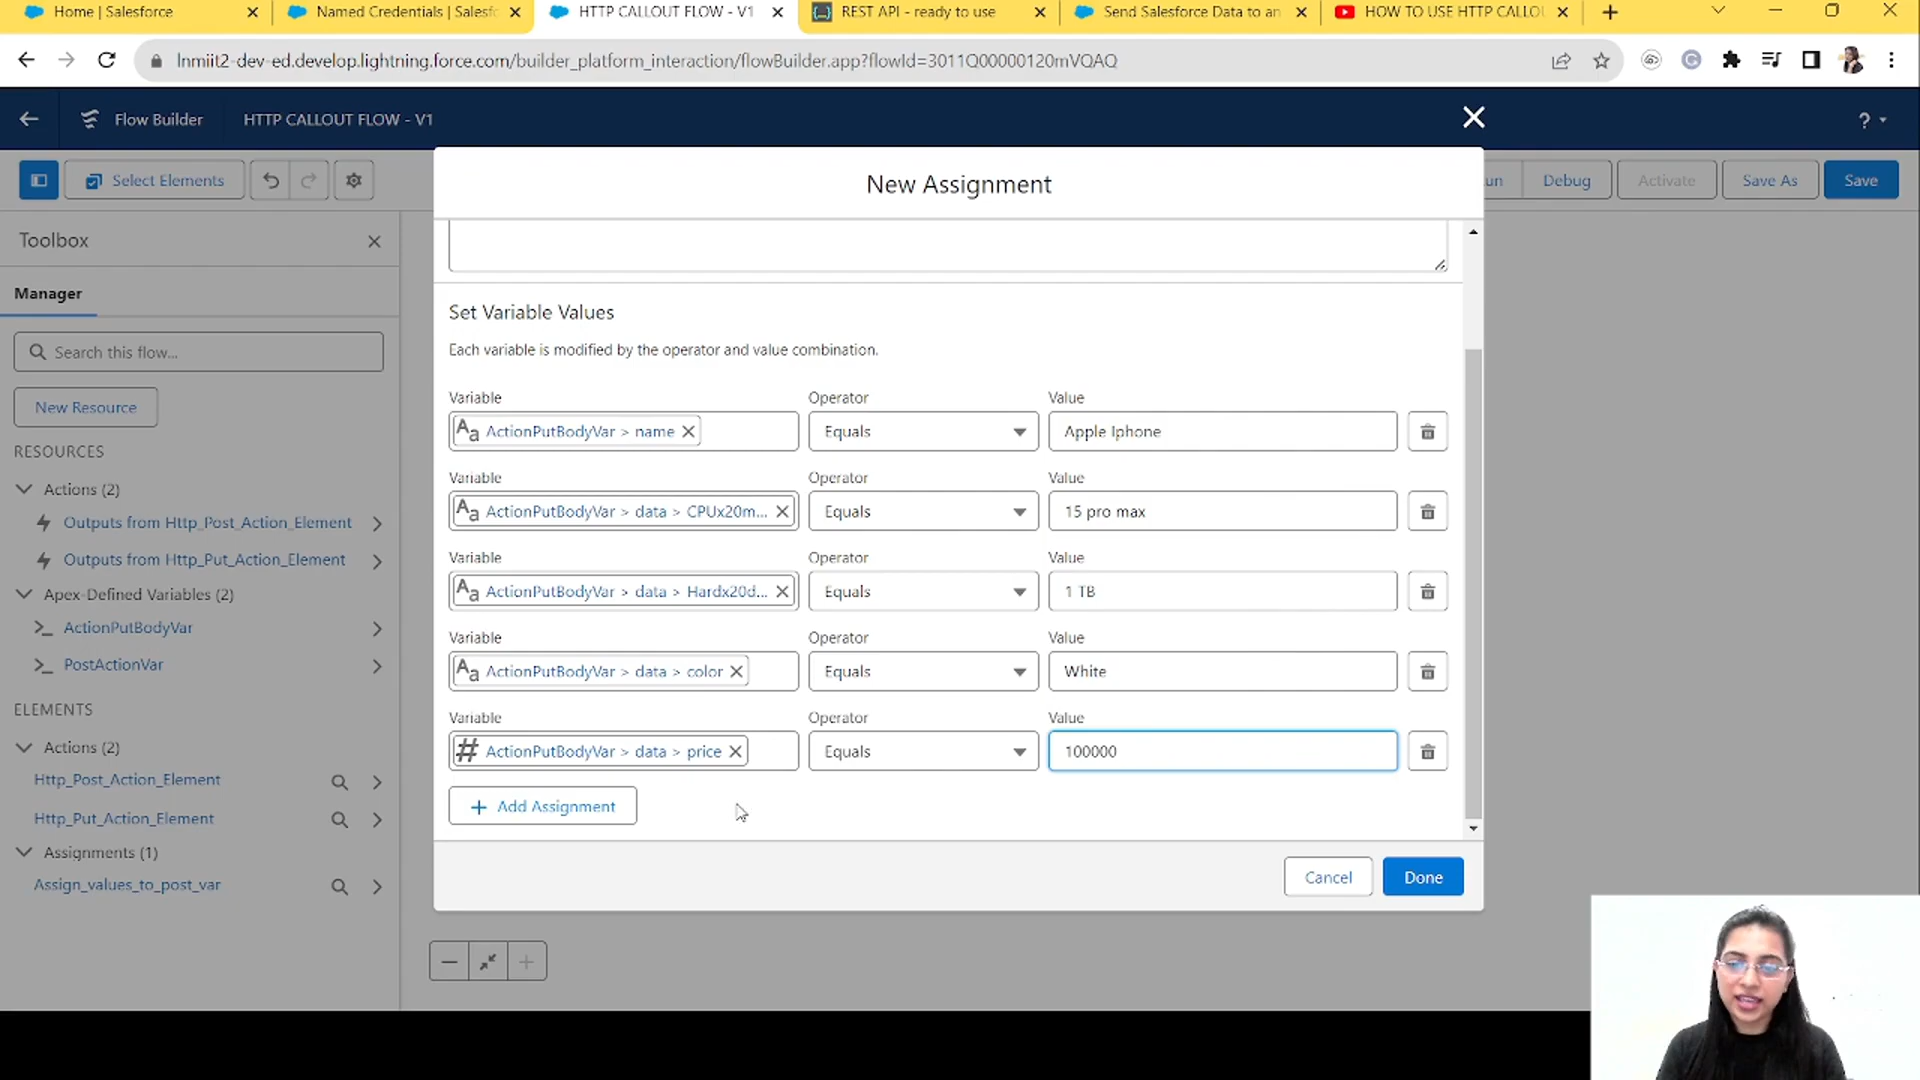 Home | Salesforce
Named Credentials | Salesfo
HTTP CALLOUT FLOW - V1
REST API - ready to use
Send Salesforce Data to an
HOW TO USE HTTP CALLO
lnmiit2-dev-ed.develop.lightning.force.com/builder_platform_interaction/flowBuilder.app?flowId=3011Q00000120mVQAQ
Flow Builder
HTTP CALLOUT FLOW - V1
?
Select Elements
un
Debug
Activate
Save As
Save
New Assignment
Toolbox
Manager
Search this flow...
New Resource
RESOURCES
Actions (2)
Outputs from Http_Post_Action_Element
Outputs from Http_Put_Action_Element
Apex-Defined Variables (2)
ActionPutBodyVar
PostActionVar
ELEMENTS
Actions (2)
Http_Post_Action_Element
Http_Put_Action_Element
Assignments (1)
Assign_values_to_post_var
Set Variable Values
Each variable is modified by the operator and value combination.
Variable Operator Value
Aa ActionPutBodyVar > name Equals Apple Iphone
Variable Operator Value
Aa ActionPutBodyVar > data > CPUx20m... Equals 15 pro max
Variable Operator Value
Aa ActionPutBodyVar > data > Hardx20d... Equals 1 TB
Variable Operator Value
Aa ActionPutBodyVar > data > color Equals White
Variable Operator Value
# ActionPutBodyVar > data > price Equals 100000
+ Add Assignment
Cancel
Done